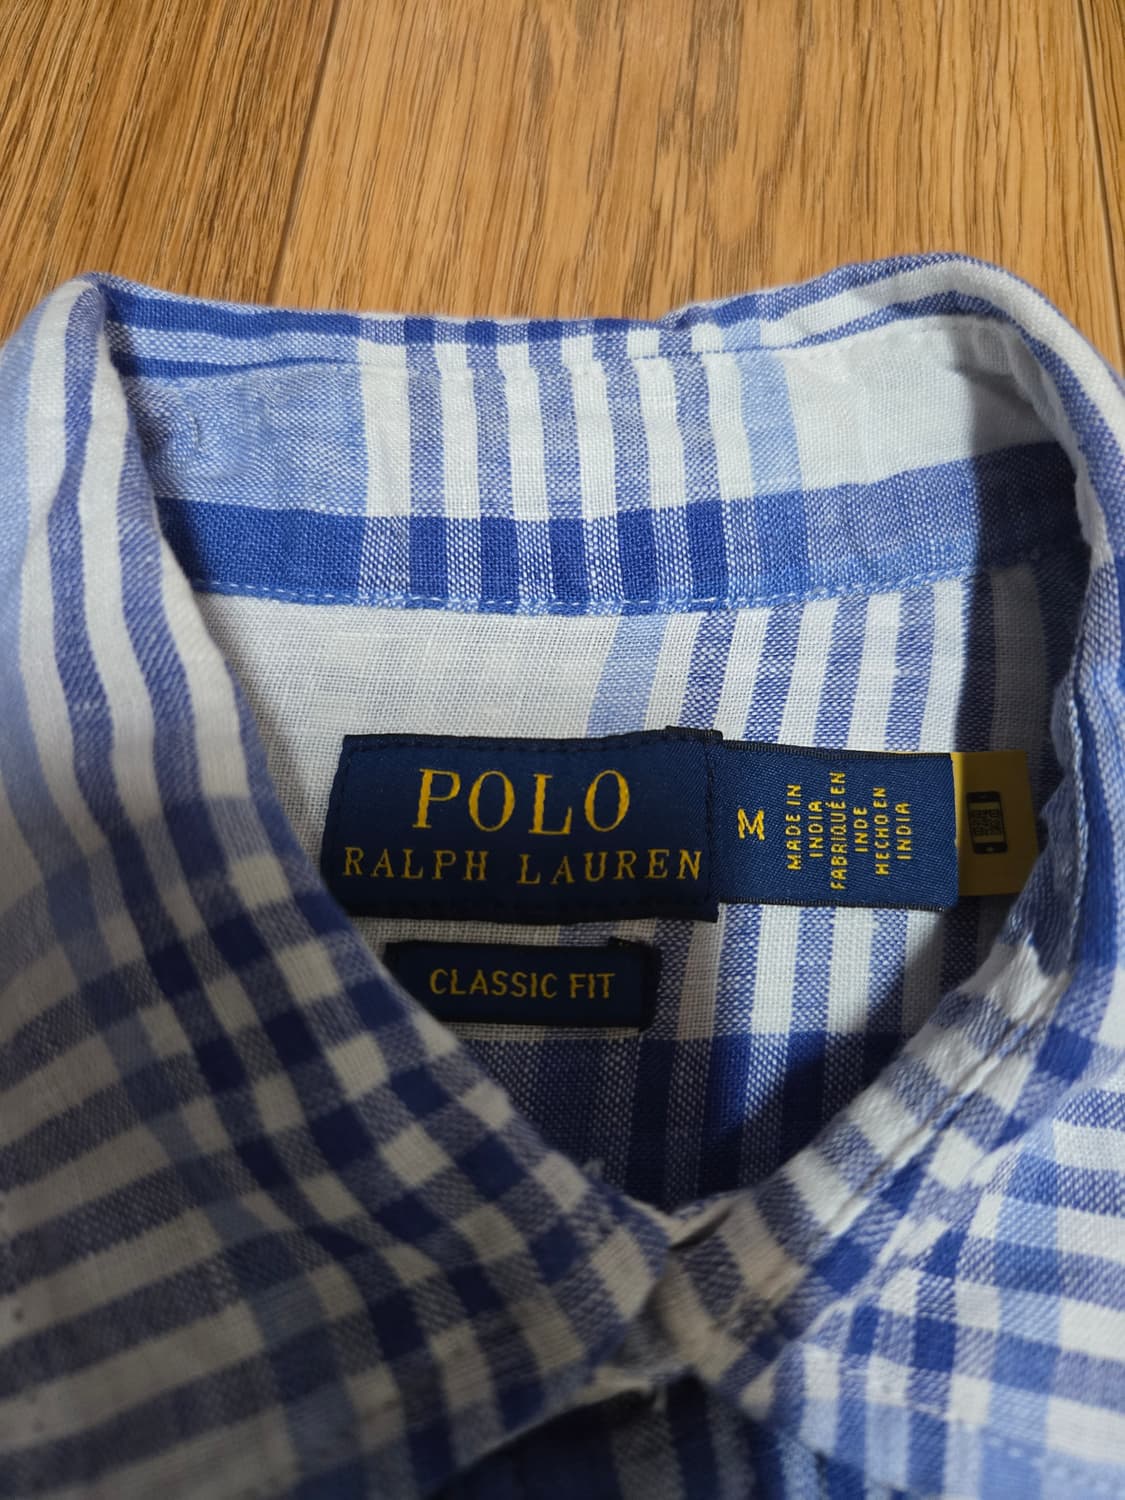 POLO
RALPH LAUREN
M
MADE IN
INDIA
FABRIQUÉ EN
INDE
HECHO EN
INDIA
CLASSIC FIT